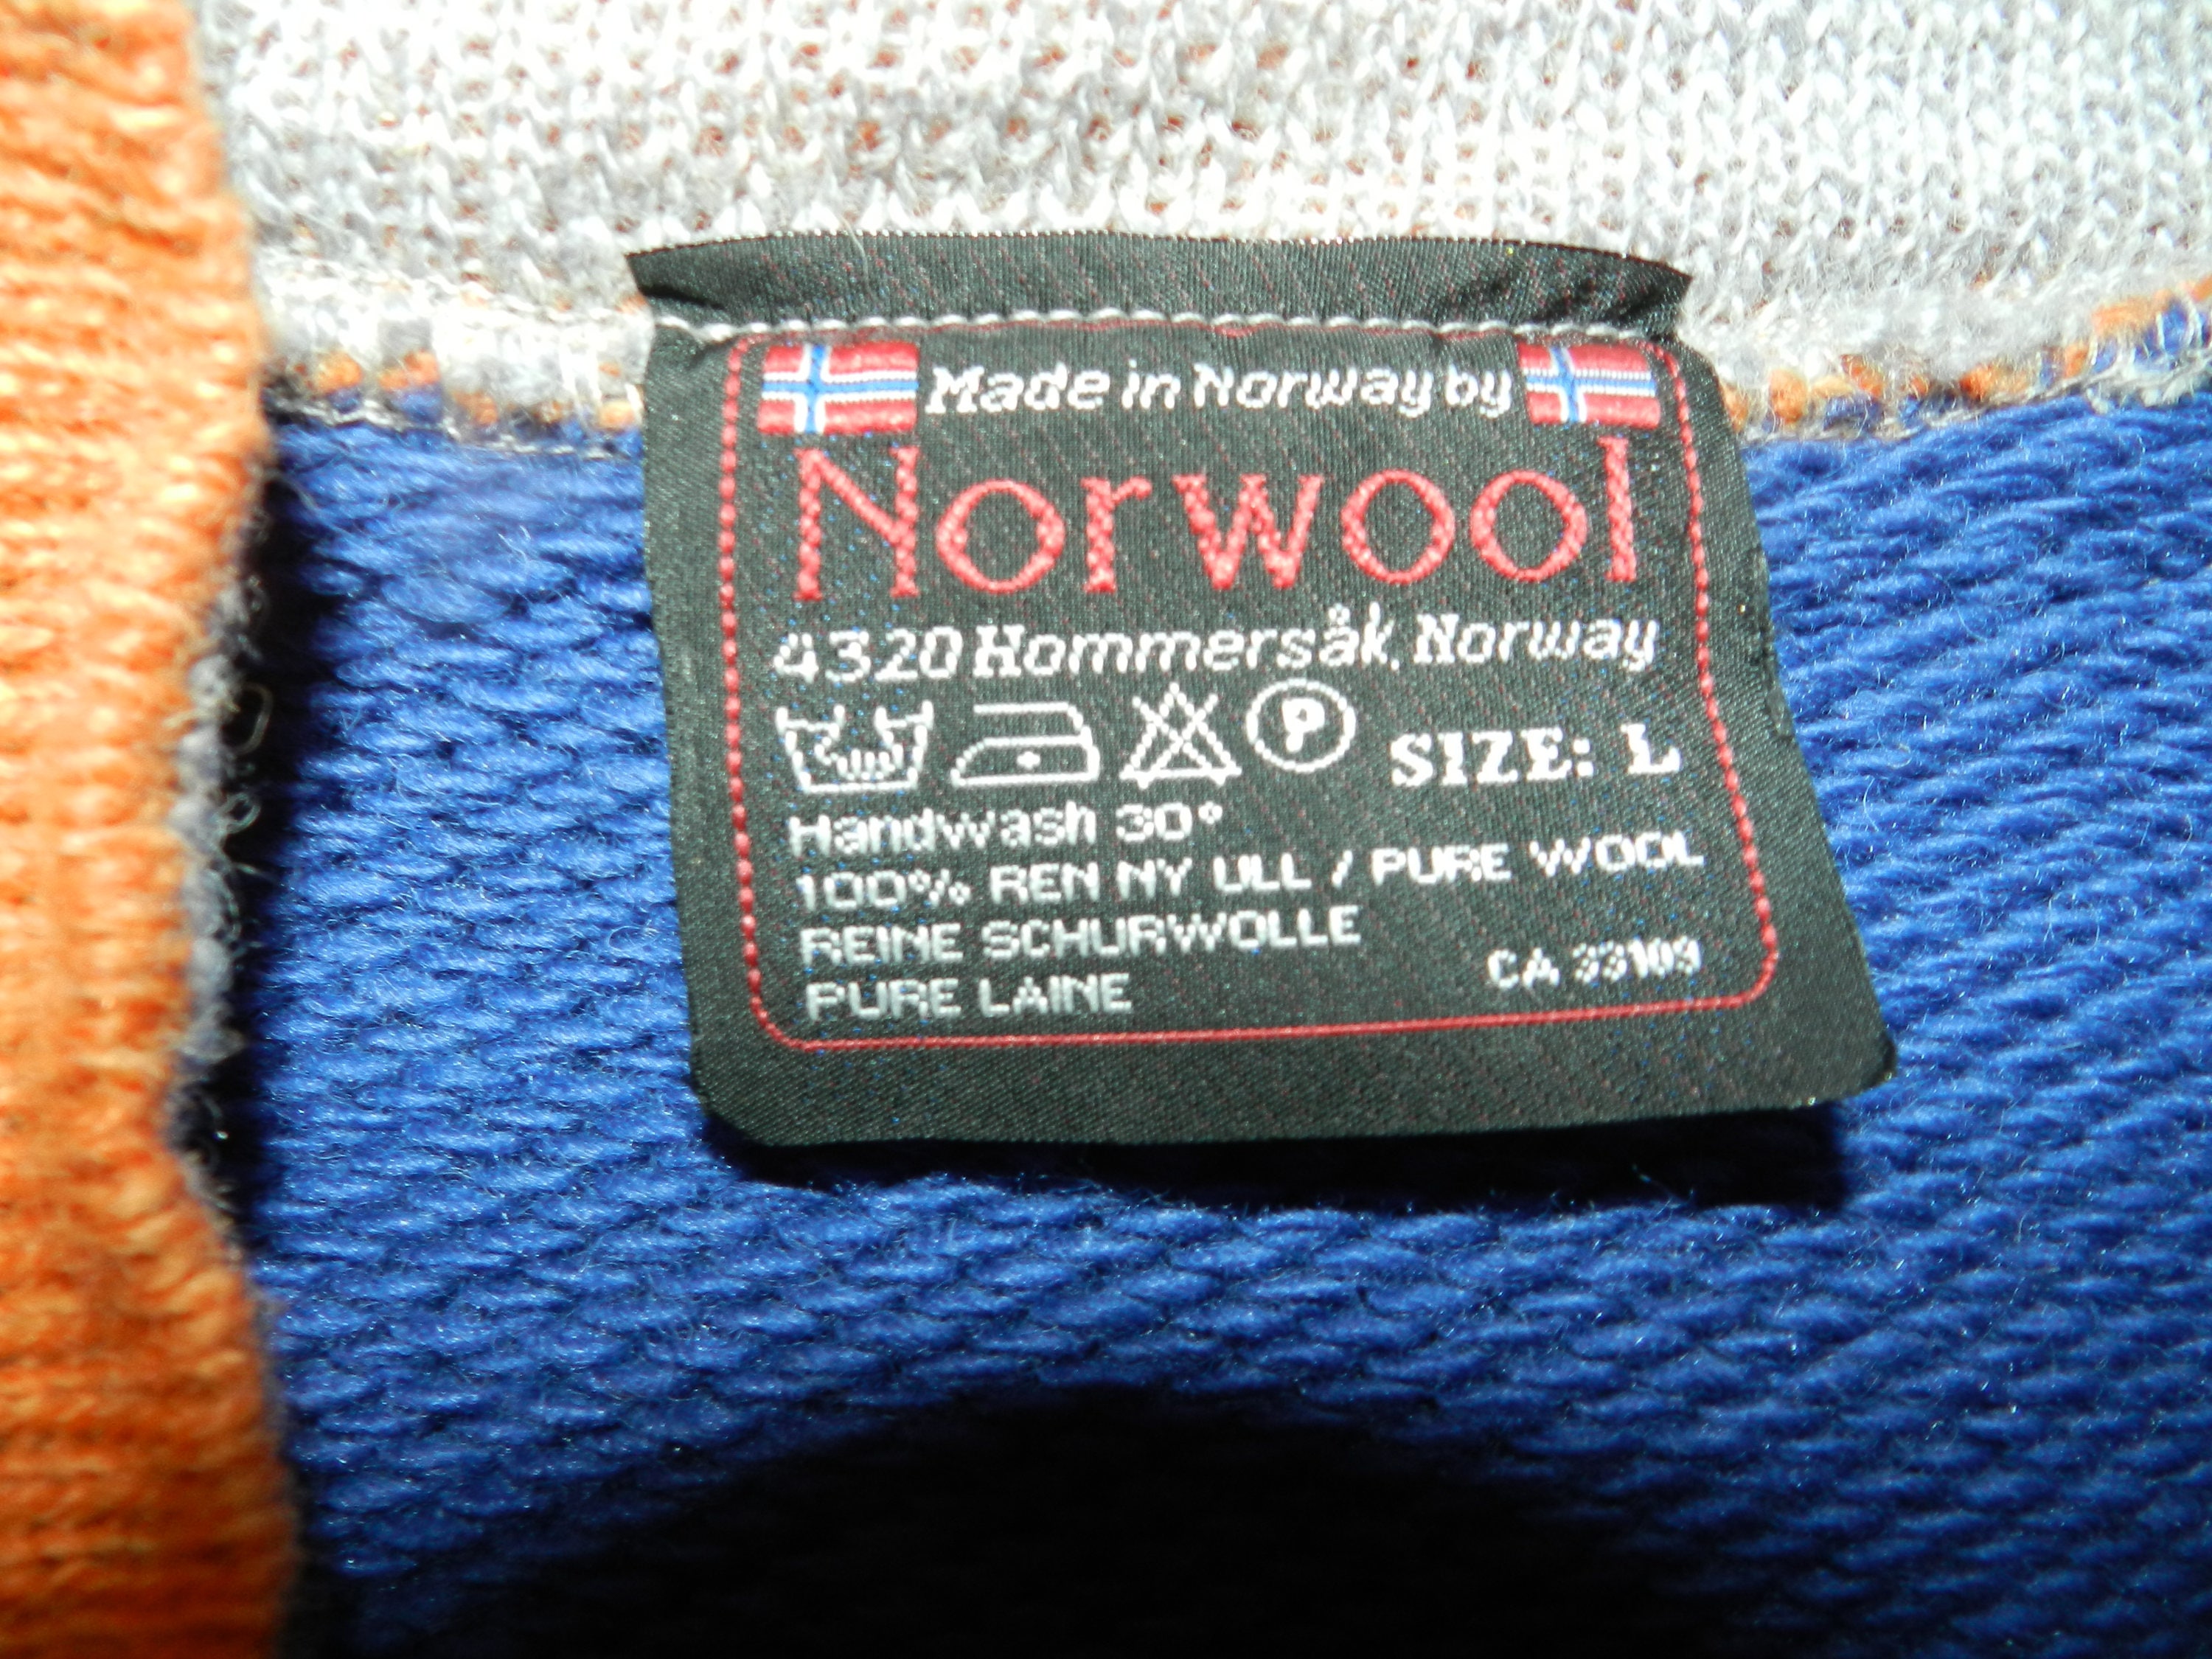 Made in Norway by
Norwool
4320 Hommersåk, Norway
P
SIZE: L
Handwash 30°
100% REN NY ULL / PURE WOOL
REINE SCHURWOLLE
PURE LAINE
CA 33109